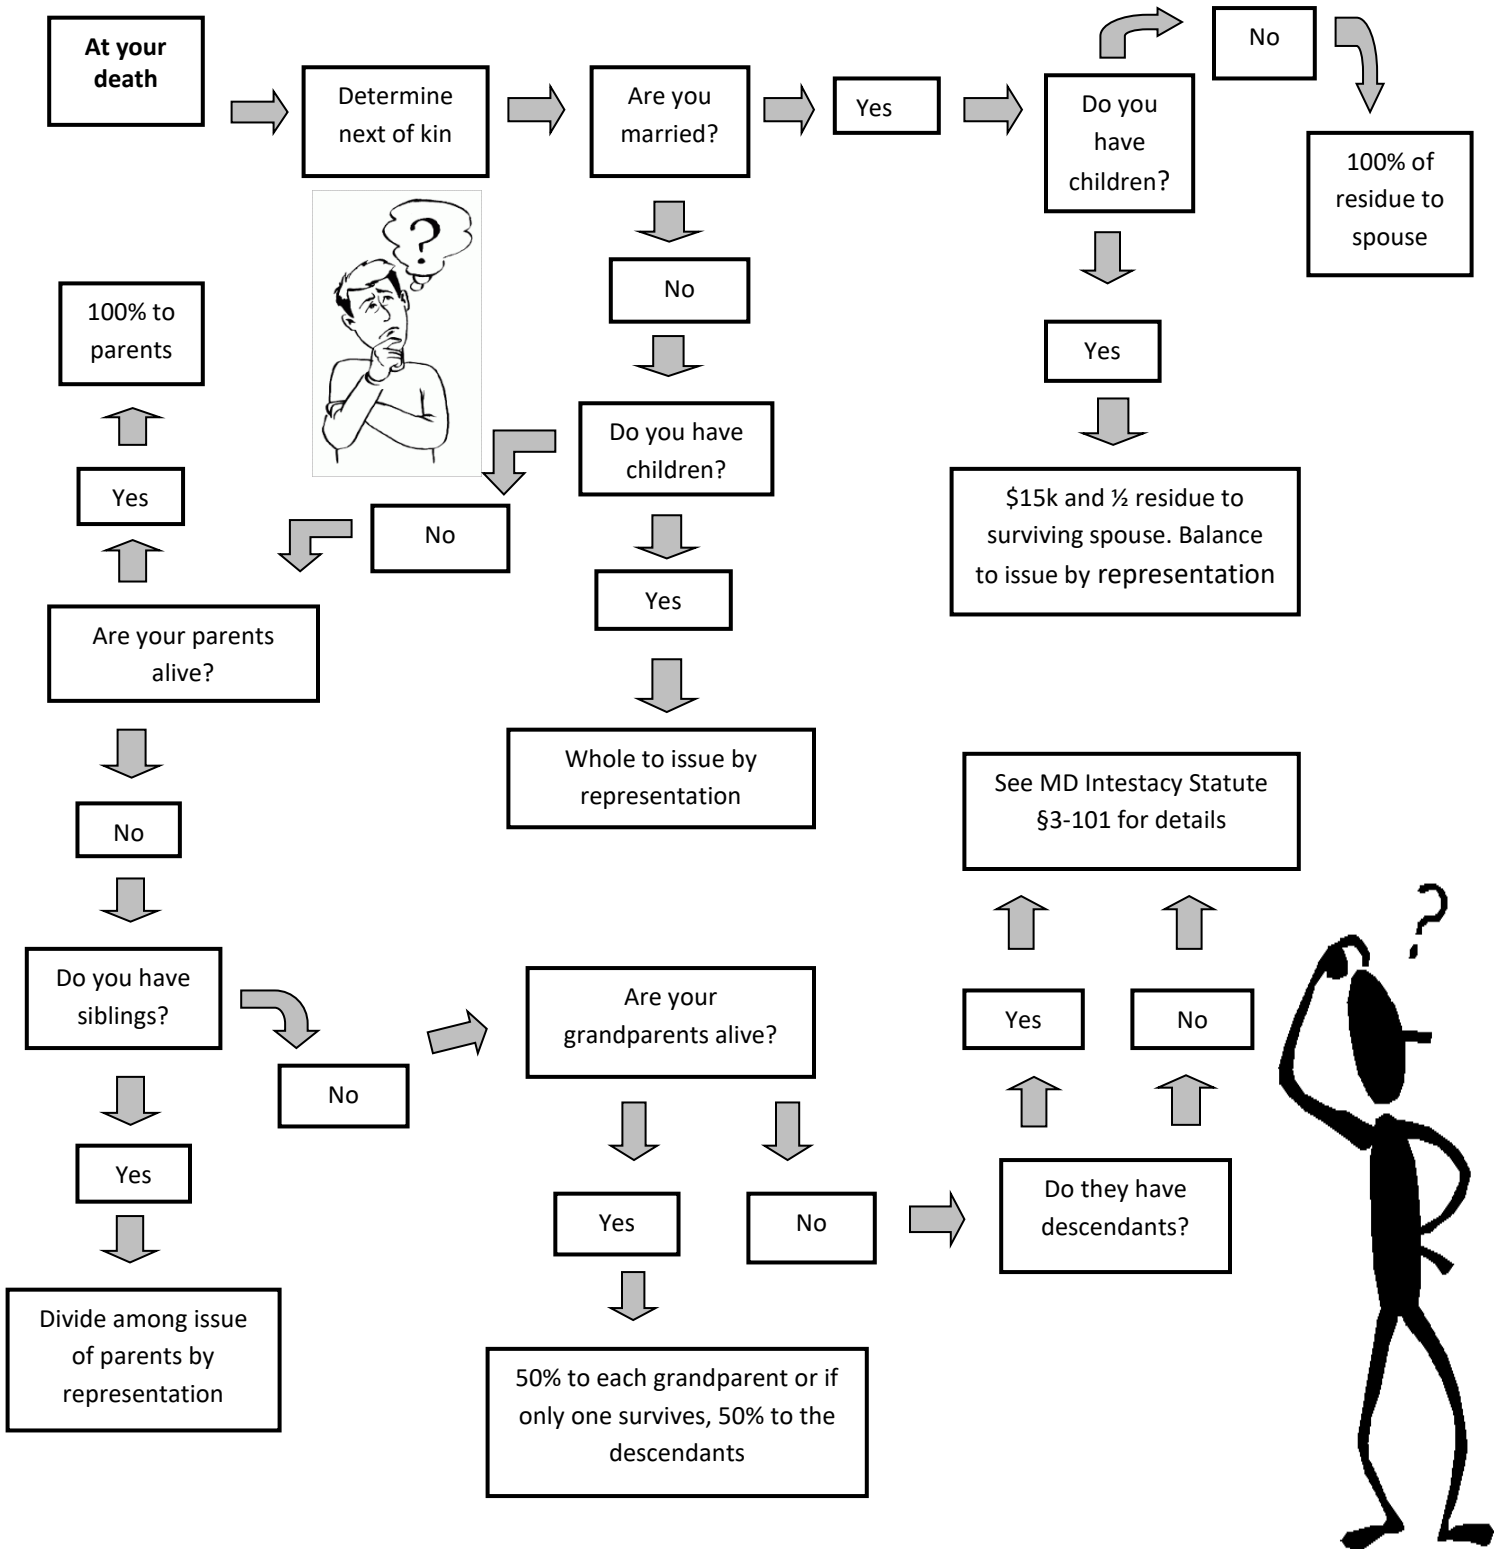 At your
death
Determine
next of kin
Are you
married?
Yes
Do you
have
children?
No
100% of
residue to
spouse
Yes
$15k and ½ residue to
surviving spouse. Balance
to issue by representation
No
Do you have
children?
Yes
Whole to issue by
representation
No
Are your parents
alive?
Yes
100% to
parents
No
Do you have
siblings?
Yes
Divide among issue
of parents by
representation
No
Are your
grandparents alive?
Yes
50% to each grandparent or if
only one survives, 50% to the
descendants
No
Do they have
descendants?
Yes
No
See MD Intestacy Statute
§3-101 for details
?
?